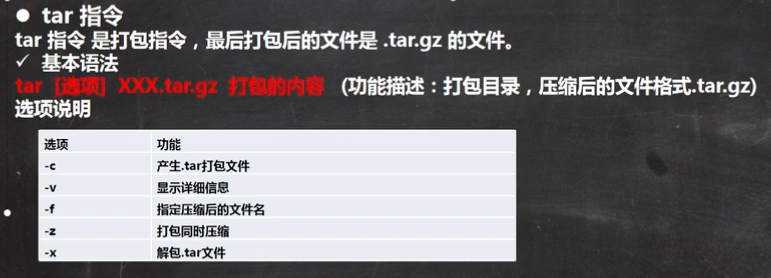 ● tar 指令
tar 指令 是打包指令，最后打包后的文件是 .tar.gz 的文件。
✓ 基本语法
tar [选项] XXX.tar.gz 打包的内容 (功能描述：打包目录，压缩后的文件格式.tar.gz)
选项说明
选项 功能
-c 产生.tar打包文件
-v 显示详细信息
-f 指定压缩后的文件名
-z 打包同时压缩
-x 解包.tar文件